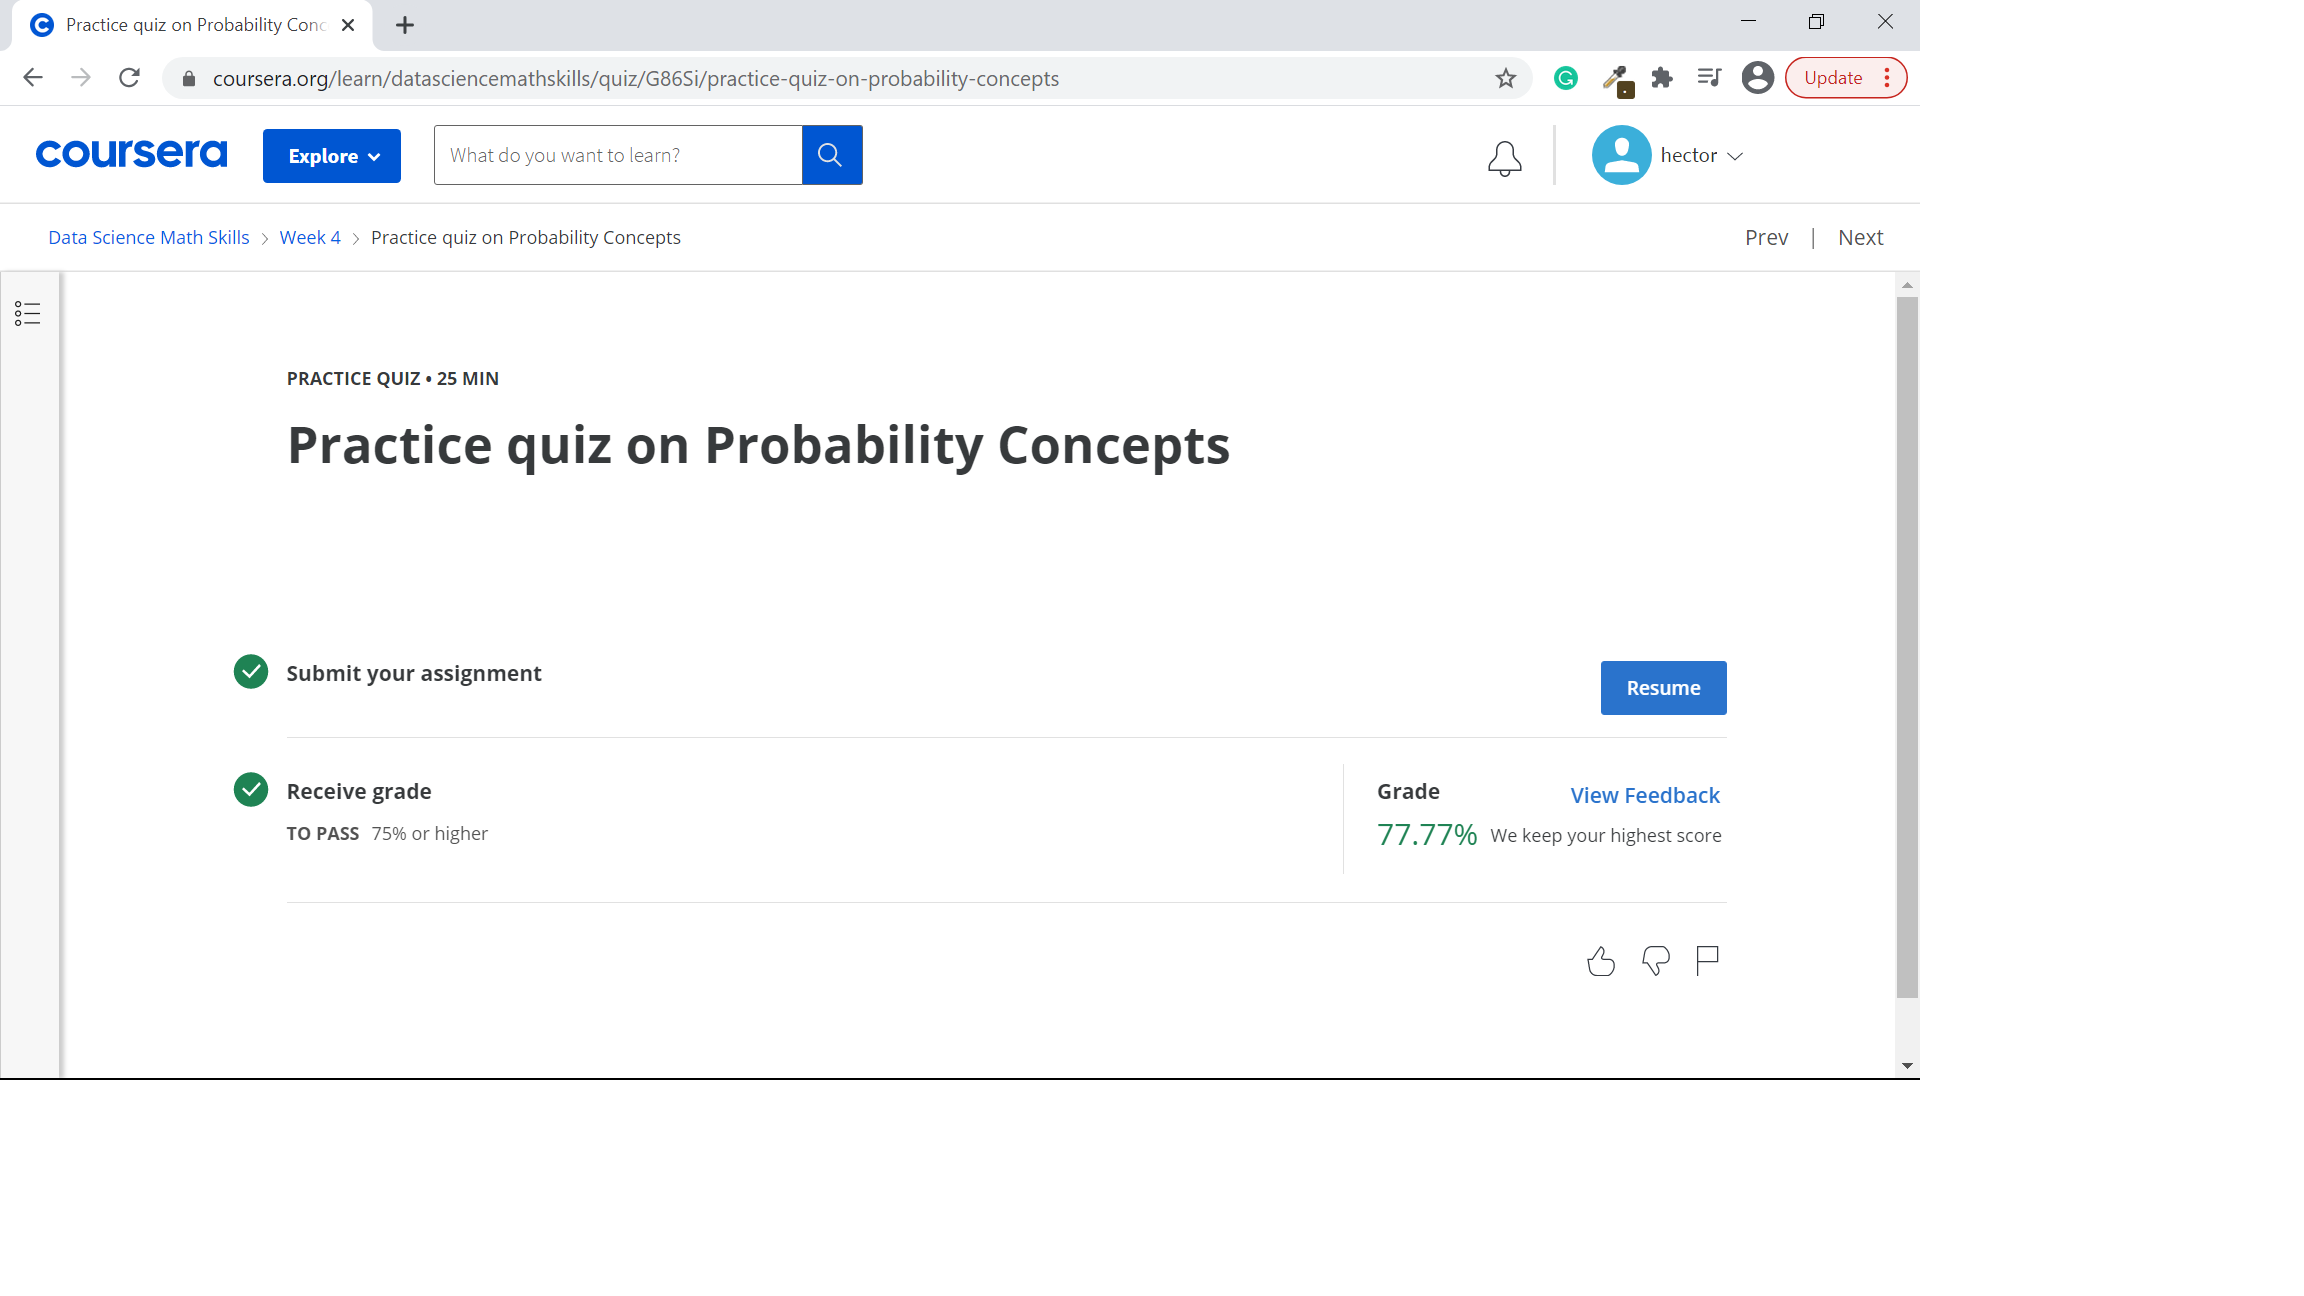 Practice quiz on Probability Conc
coursera.org/learn/datasciencemathskills/quiz/G86Si/practice-quiz-on-probability-concepts
Update
coursera
Explore
What do you want to learn?
hector
Data Science Math Skills > Week 4 > Practice quiz on Probability Concepts
Prev | Next
PRACTICE QUIZ • 25 MIN
Practice quiz on Probability Concepts
Submit your assignment
Resume
Receive grade
TO PASS 75% or higher
Grade
View Feedback
77.77% We keep your highest score